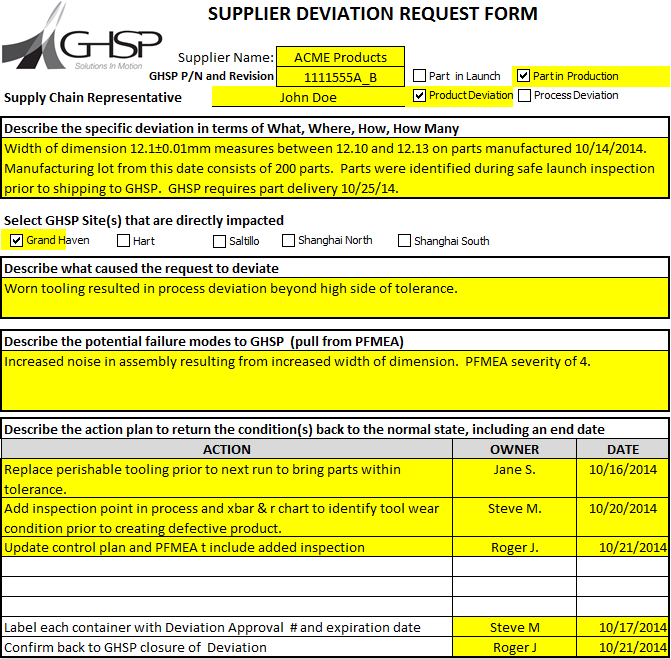 SUPPLIER DEVIATION REQUEST FORM
GHSP
Solutions In Motion
Supplier Name: ACME Products
GHSP P/N and Revision 1111555A_B Part in Launch Part in Production
Supply Chain Representative John Doe Product Deviation Process Deviation
Describe the specific deviation in terms of What, Where, How, How Many
Width of dimension 12.1±0.01mm measures between 12.10 and 12.13 on parts manufactured 10/14/2014.
Manufacturing lot from this date consists of 200 parts. Parts were identified during safe launch inspection
prior to shipping to GHSP. GHSP requires part delivery 10/25/14.
Select GHSP Site(s) that are directly impacted
Grand Haven Hart Saltillo Shanghai North Shanghai South
Describe what caused the request to deviate
Worn tooling resulted in process deviation beyond high side of tolerance.
Describe the potential failure modes to GHSP (pull from PFMEA)
Increased noise in assembly resulting from increased width of dimension. PFMEA severity of 4.
Describe the action plan to return the condition(s) back to the normal state, including an end date
ACTION OWNER DATE
Replace perishable tooling prior to next run to bring parts within Jane S. 10/16/2014
tolerance.
Add inspection point in process and xbar & r chart to identify tool wear Steve M. 10/20/2014
condition prior to creating defective product.
Update control plan and PFMEA t include added inspection Roger J. 10/21/2014
Label each container with Deviation Approval # and expiration date Steve M 10/17/2014
Confirm back to GHSP closure of Deviation Roger J 10/21/2014